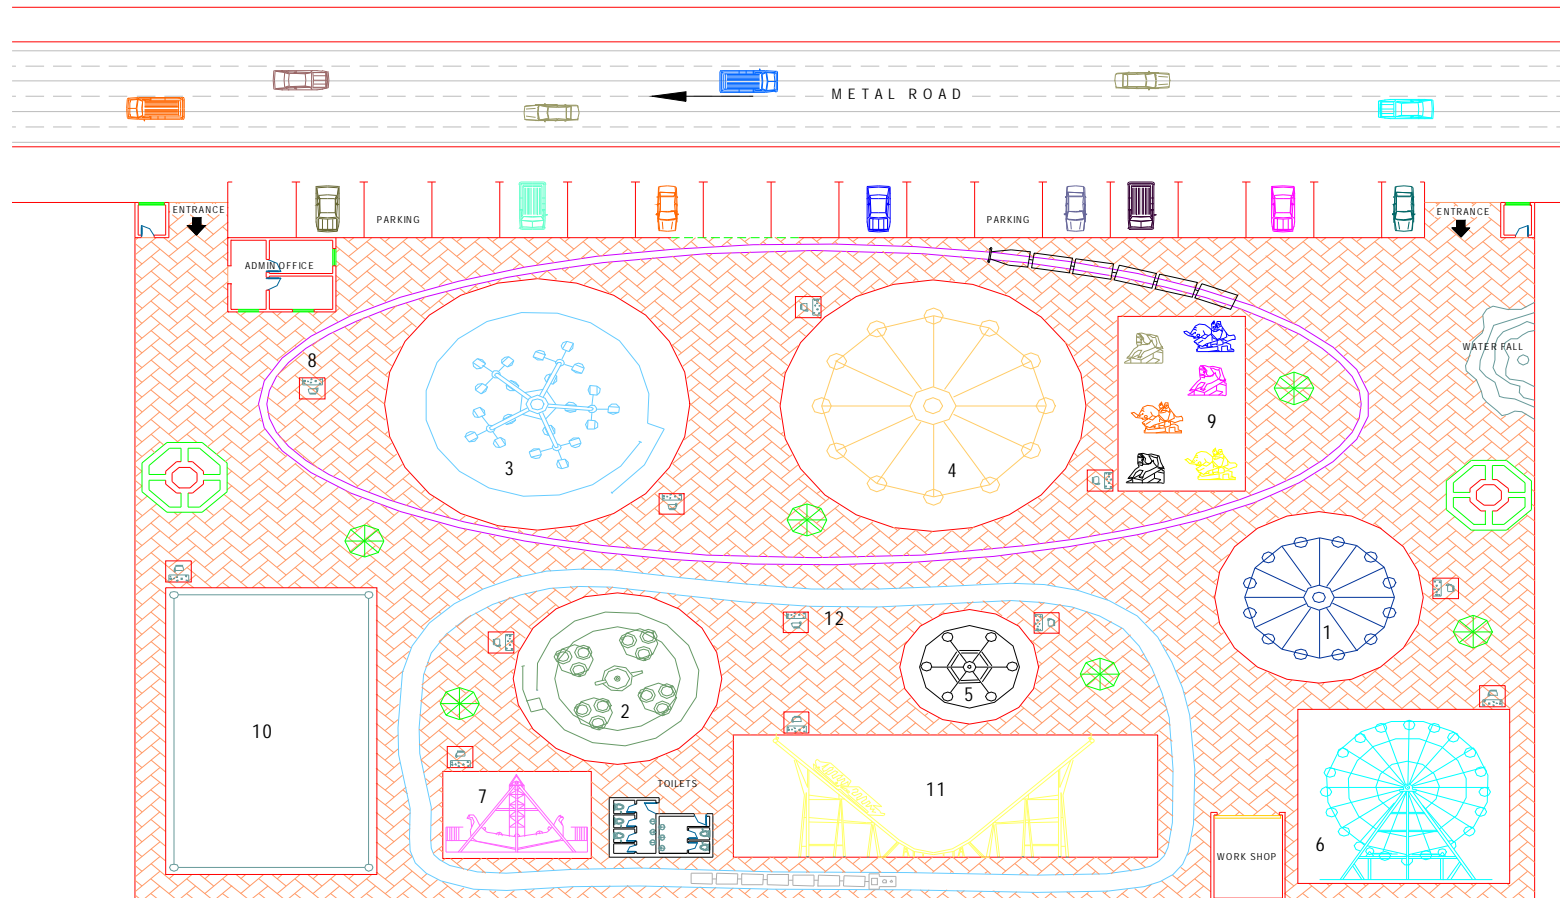 METAL ROAD
ENTRANCE
PARKING
PARKING
ENTRANCE
ADMIN OFFICE
WATER FALL
8
9
3
4
12
1
5
2
10
7
TOILETS
11
6
WORK SHOP